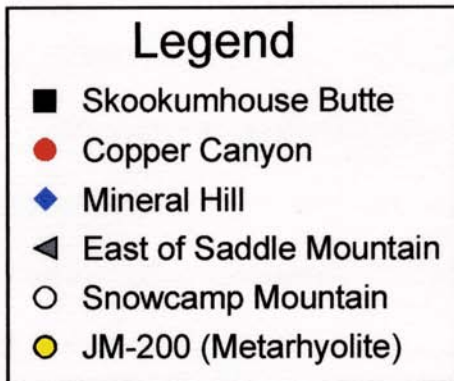 Legend
Skookumhouse Butte
Copper Canyon
Mineral Hill
East of Saddle Mountain
Snowcamp Mountain
JM-200 (Metarhyolite)